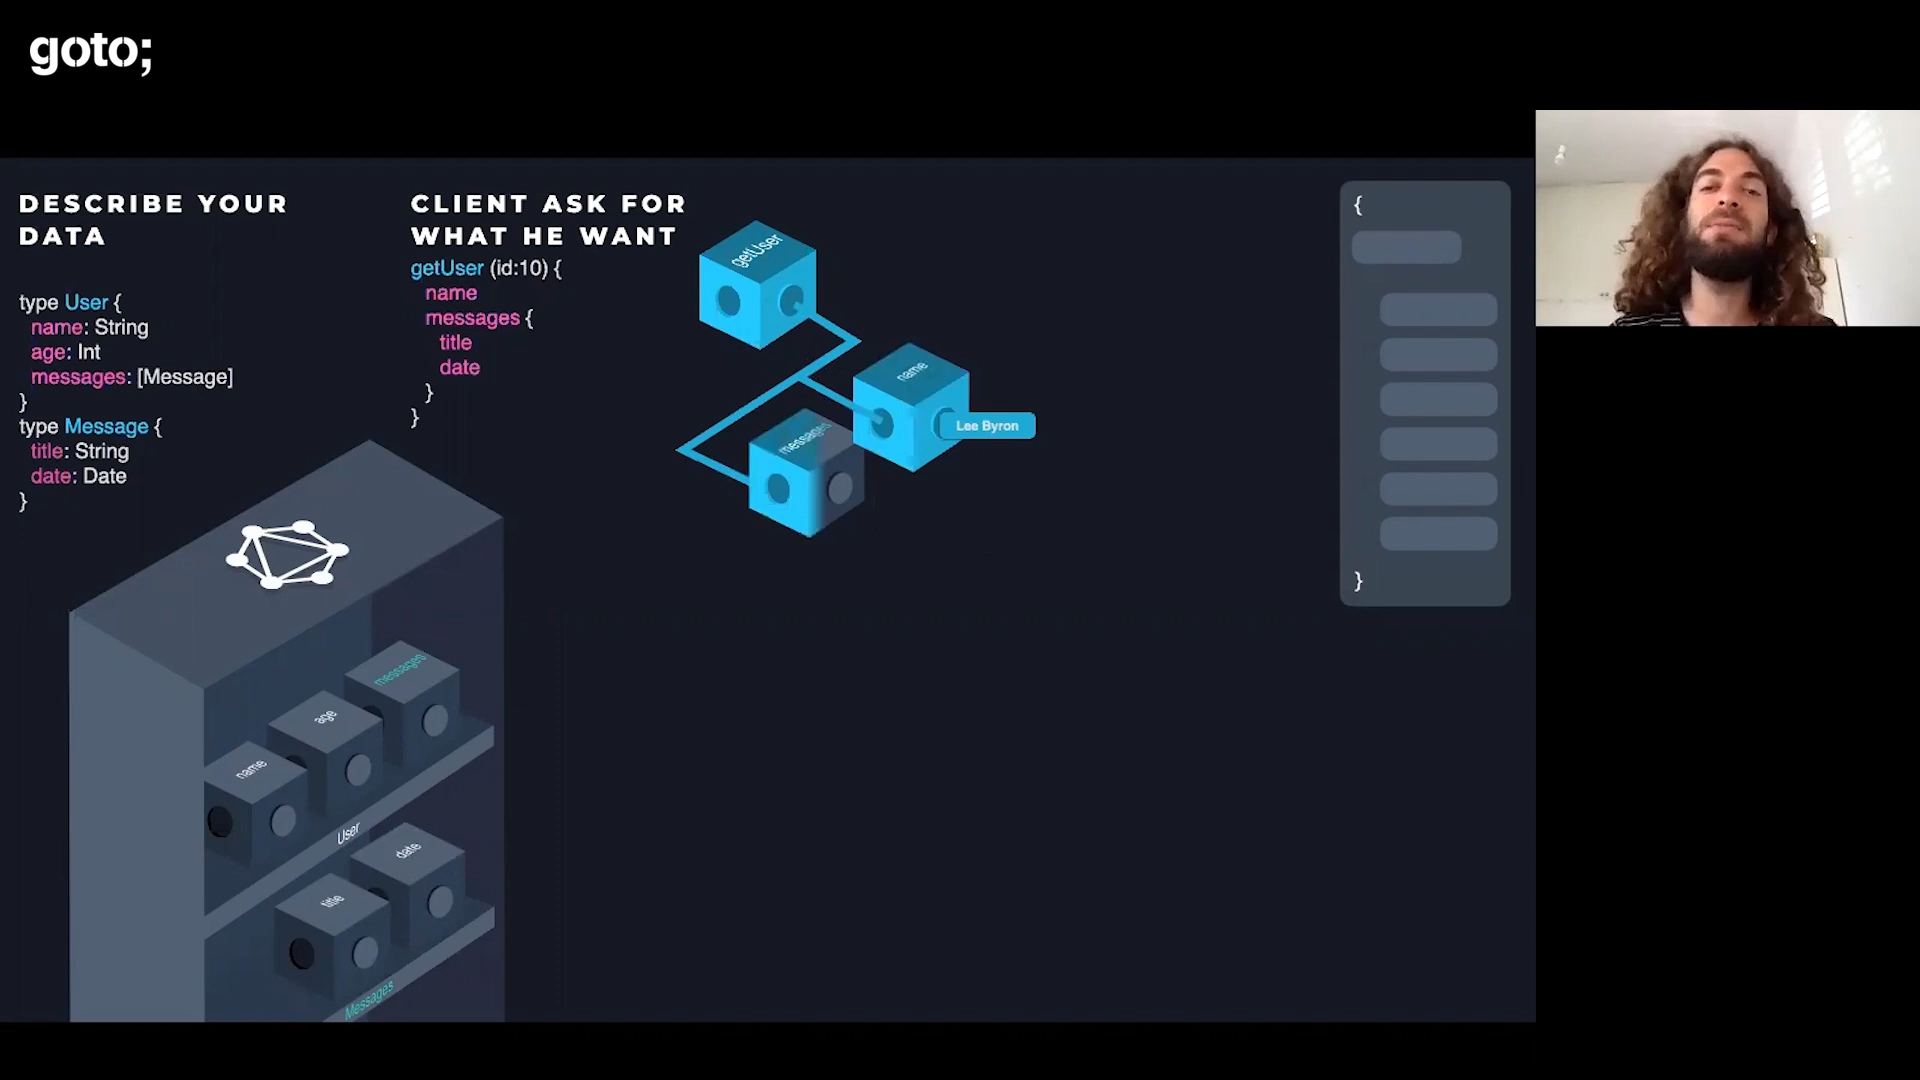 goto;
DESCRIBE YOUR
DATA
type User {
name: String
age: Int
messages: [Message]
}
type Message {
title: String
date: Date
}
CLIENT ASK FOR
WHAT HE WANT
getUser (id:10) {
name
messages {
title
date
}
}
getUser
name
Lee Byron
messages
{
}
messages
age
name
User
date
title
Messages